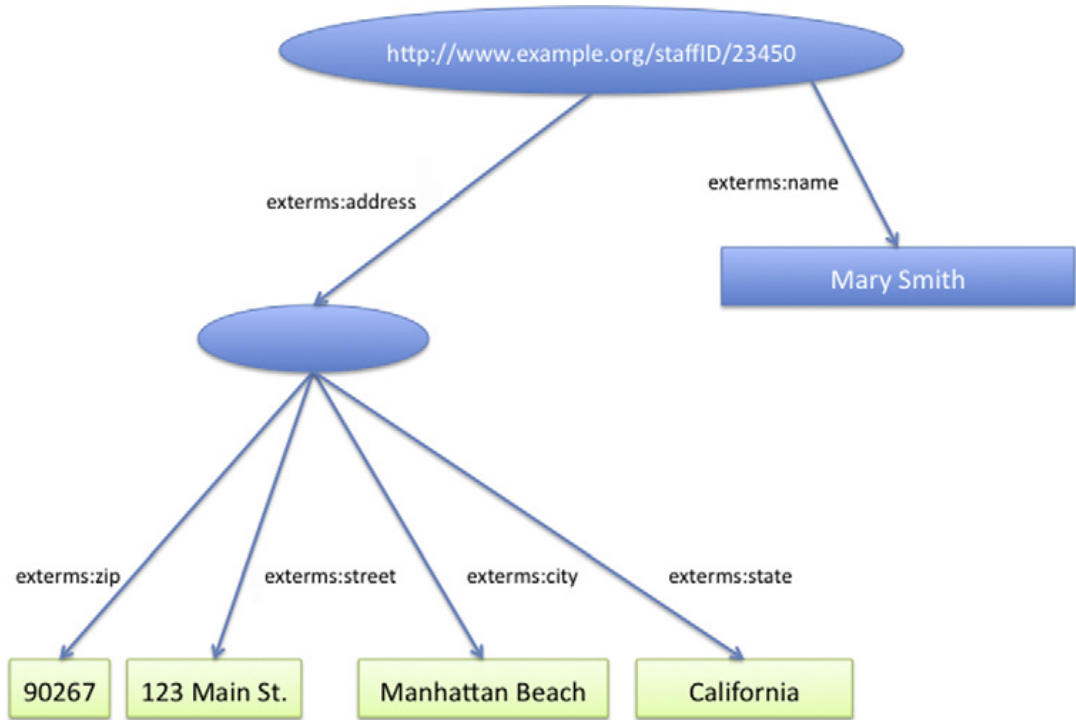 http://www.example.org/staffID/23450
exterms:address
exterms:name
Mary Smith
exterms:zip
exterms:street
exterms:city
exterms:state
90267
123 Main St.
Manhattan Beach
California